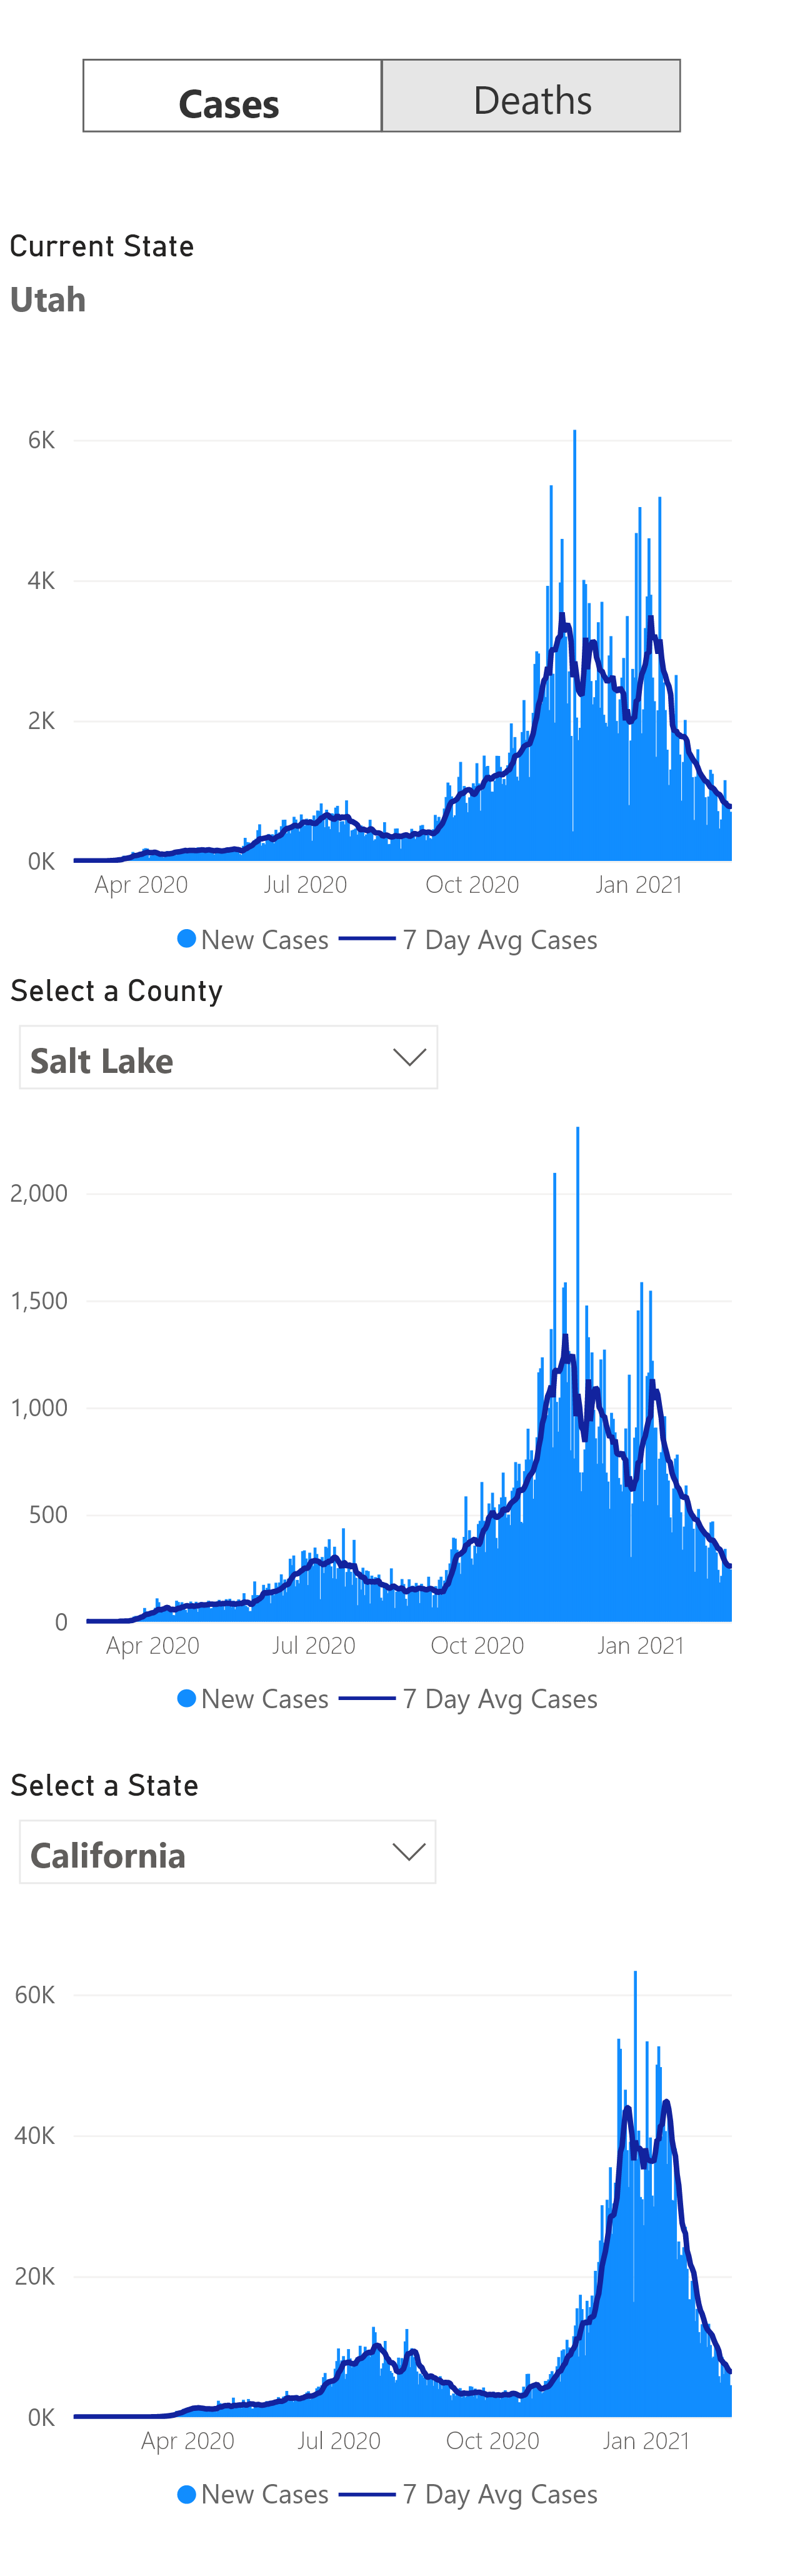 Cases Deaths
Current State
Utah
6K
4K
2K
0K
Apr 2020 Jul 2020 Oct 2020 Jan 2021
New Cases 7 Day Avg Cases
Select a County
Salt Lake
2,000
1,500
1,000
500
0
Apr 2020 Jul 2020 Oct 2020 Jan 2021
New Cases 7 Day Avg Cases
Select a State
California
60K
40K
20K
0K
Apr 2020 Jul 2020 Oct 2020 Jan 2021
New Cases 7 Day Avg Cases